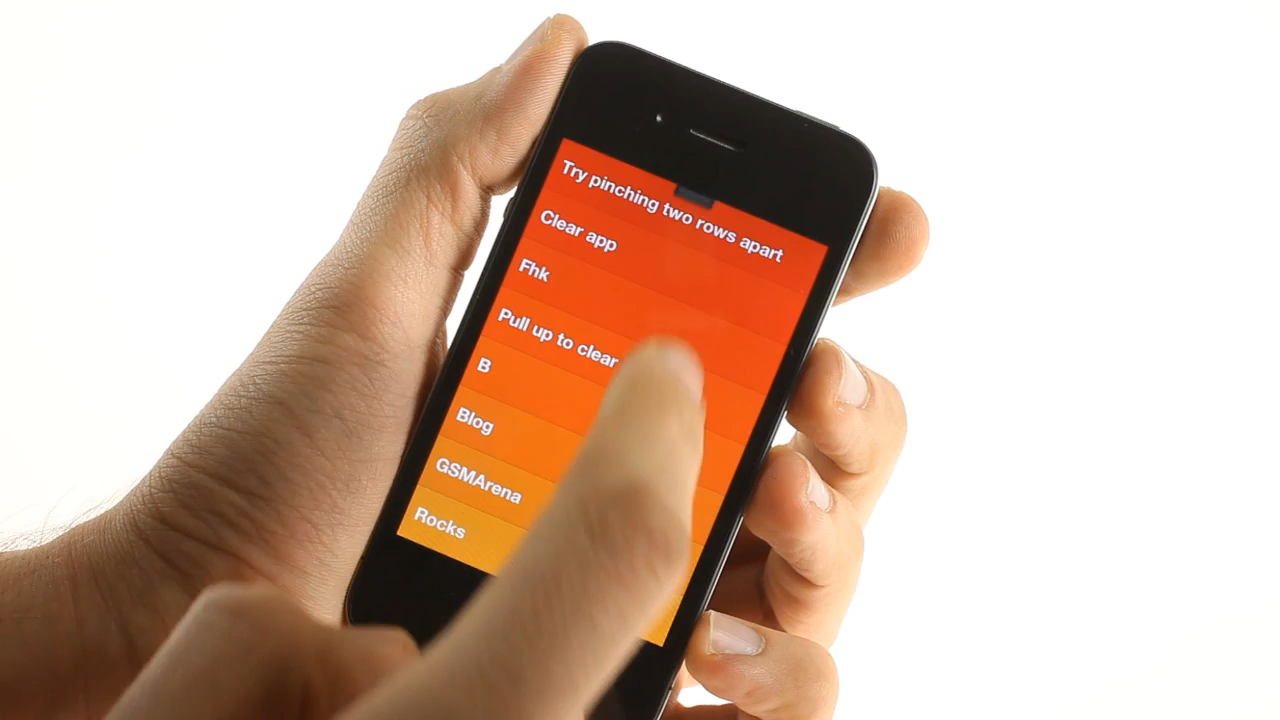 Try pinching two rows apart
Clear app
Fhk
Pull up to clear
B
Blog
GSMArena
Rocks